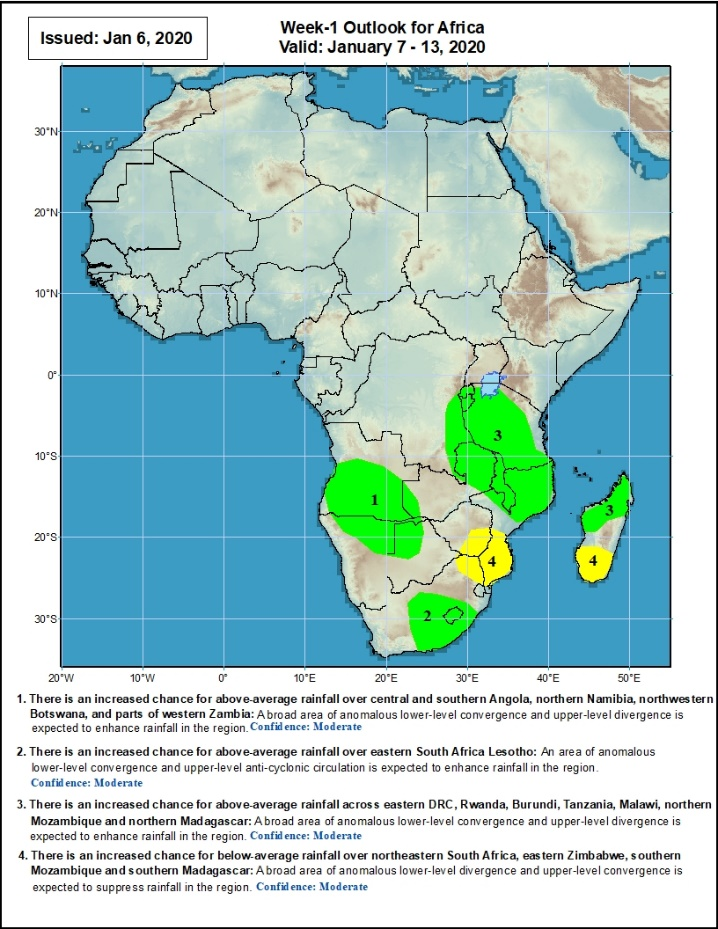 Issued: Jan 6, 2020
Week-1 Outlook for Africa
Valid: January 7 - 13, 2020
30°N
20°N
10°N
0°
10°S
20°S
30°S
3
1
3
4
4
2
20°W 10°W 0° 10°E 20°E 30°E 40°E 50°E
1. There is an increased chance for above-average rainfall over central and southern Angola, northern Namibia, northwestern
Botswana, and parts of western Zambia: A broad area of anomalous lower-level convergence and upper-level divergence is
expected to enhance rainfall in the region. Confidence: Moderate
2. There is an increased chance for above-average rainfall over eastern South Africa Lesotho: An area of anomalous
lower-level convergence and upper-level anti-cyclonic circulation is expected to enhance rainfall in the region.
Confidence: Moderate
3. There is an increased chance for above-average rainfall across eastern DRC, Rwanda, Burundi, Tanzania, Malawi, northern
Mozambique and northern Madagascar: A broad area of anomalous lower-level convergence and upper-level divergence is
expected to enhance rainfall in the region. Confidence: Moderate
4. There is an increased chance for below-average rainfall over northeastern South Africa, eastern Zimbabwe, southern
Mozambique and southern Madagascar: A broad area of anomalous lower-level divergence and upper-level convergence is
expected to suppress rainfall in the region. Confidence: Moderate